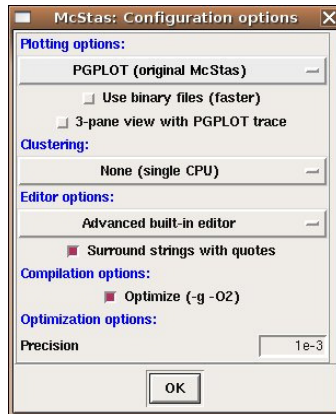 McStas: Configuration options
Plotting options:
PGPLOT (original McStas)
Use binary files (faster)
3-pane view with PGPLOT trace
Clustering:
None (single CPU)
Editor options:
Advanced built-in editor
Surround strings with quotes
Compilation options:
Optimize (-g -O2)
Optimization options:
Precision 1e-3
OK